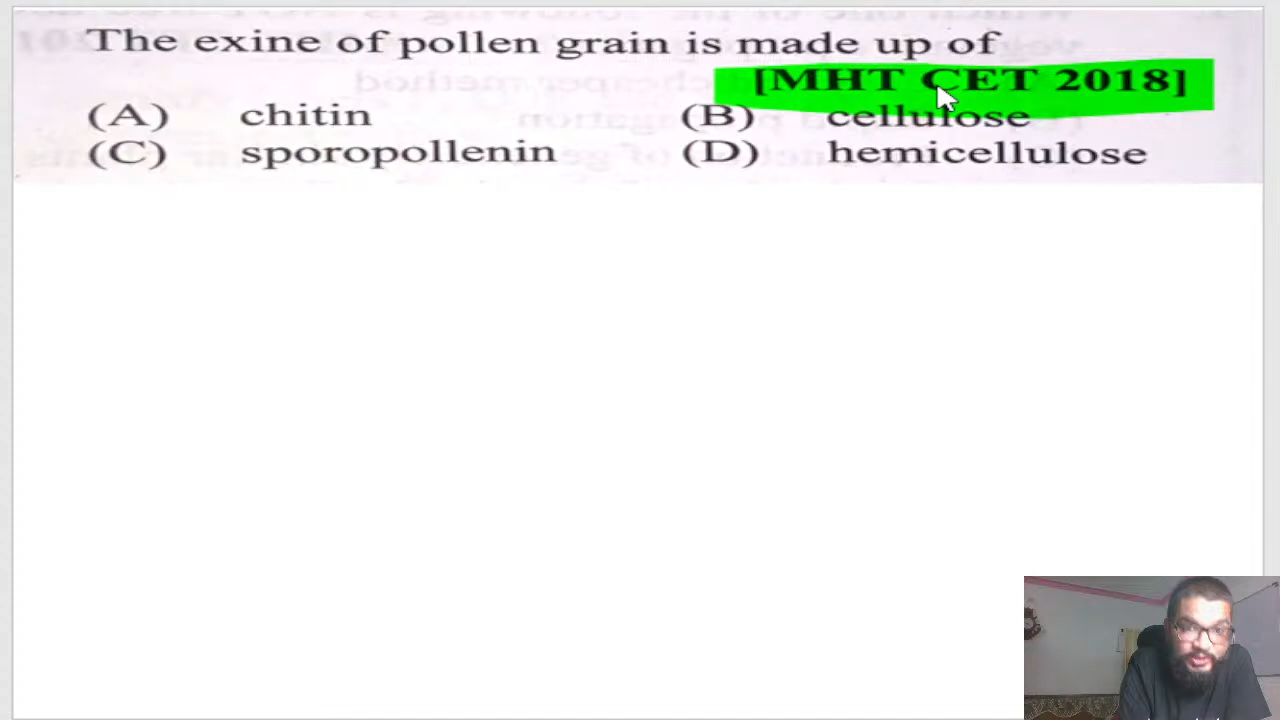 The exine of pollen grain is made up of
[MHT CET 2018]
(A) chitin (B) cellulose
(C) sporopollenin (D) hemicellulose